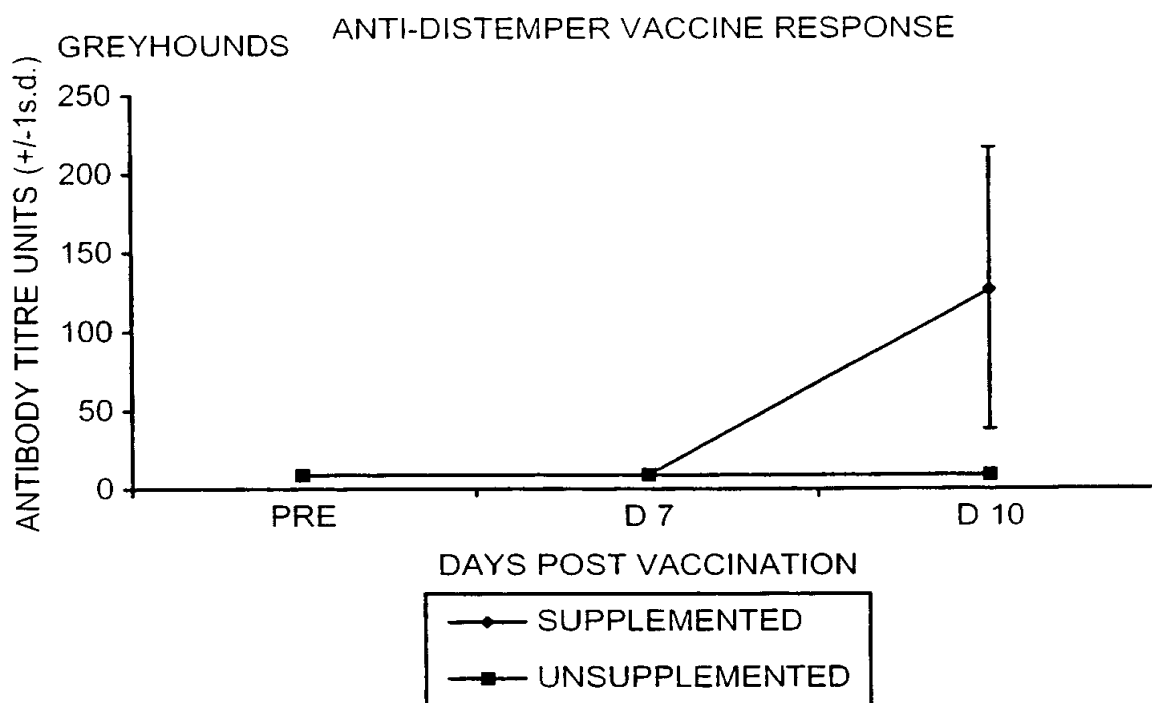 ANTI-DISTEMPER VACCINE RESPONSE
GREYHOUNDS
ANTIBODY TITRE UNITS (+/-1s.d.)
250
200
150
100
50
0
PRE
D 7
D 10
DAYS POST VACCINATION
SUPPLEMENTED
UNSUPPLEMENTED